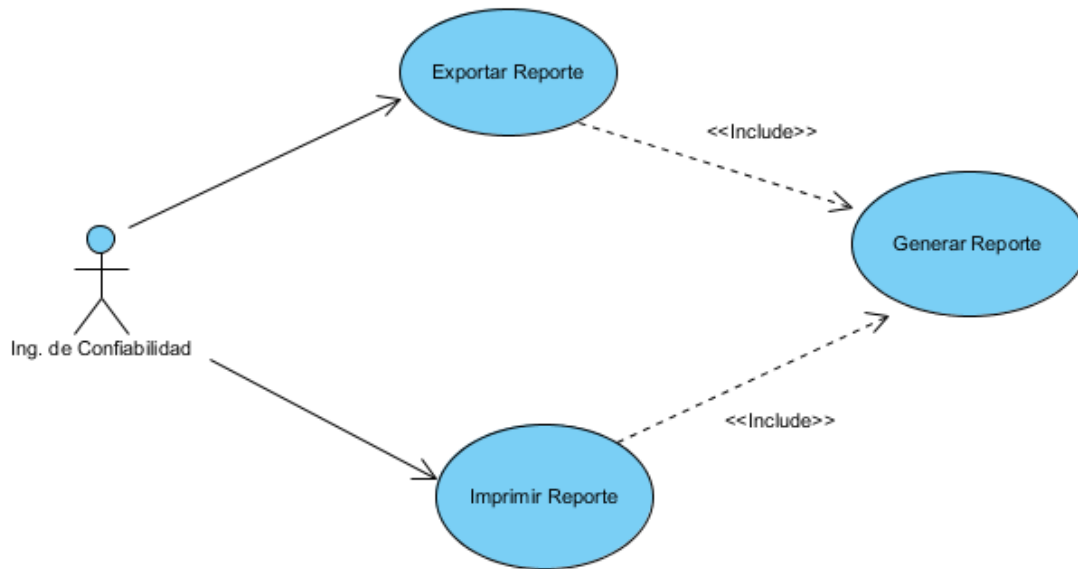 Exportar Reporte
<<Include>>
Generar Reporte
Ing. de Confiabilidad
<<Include>>
Imprimir Reporte